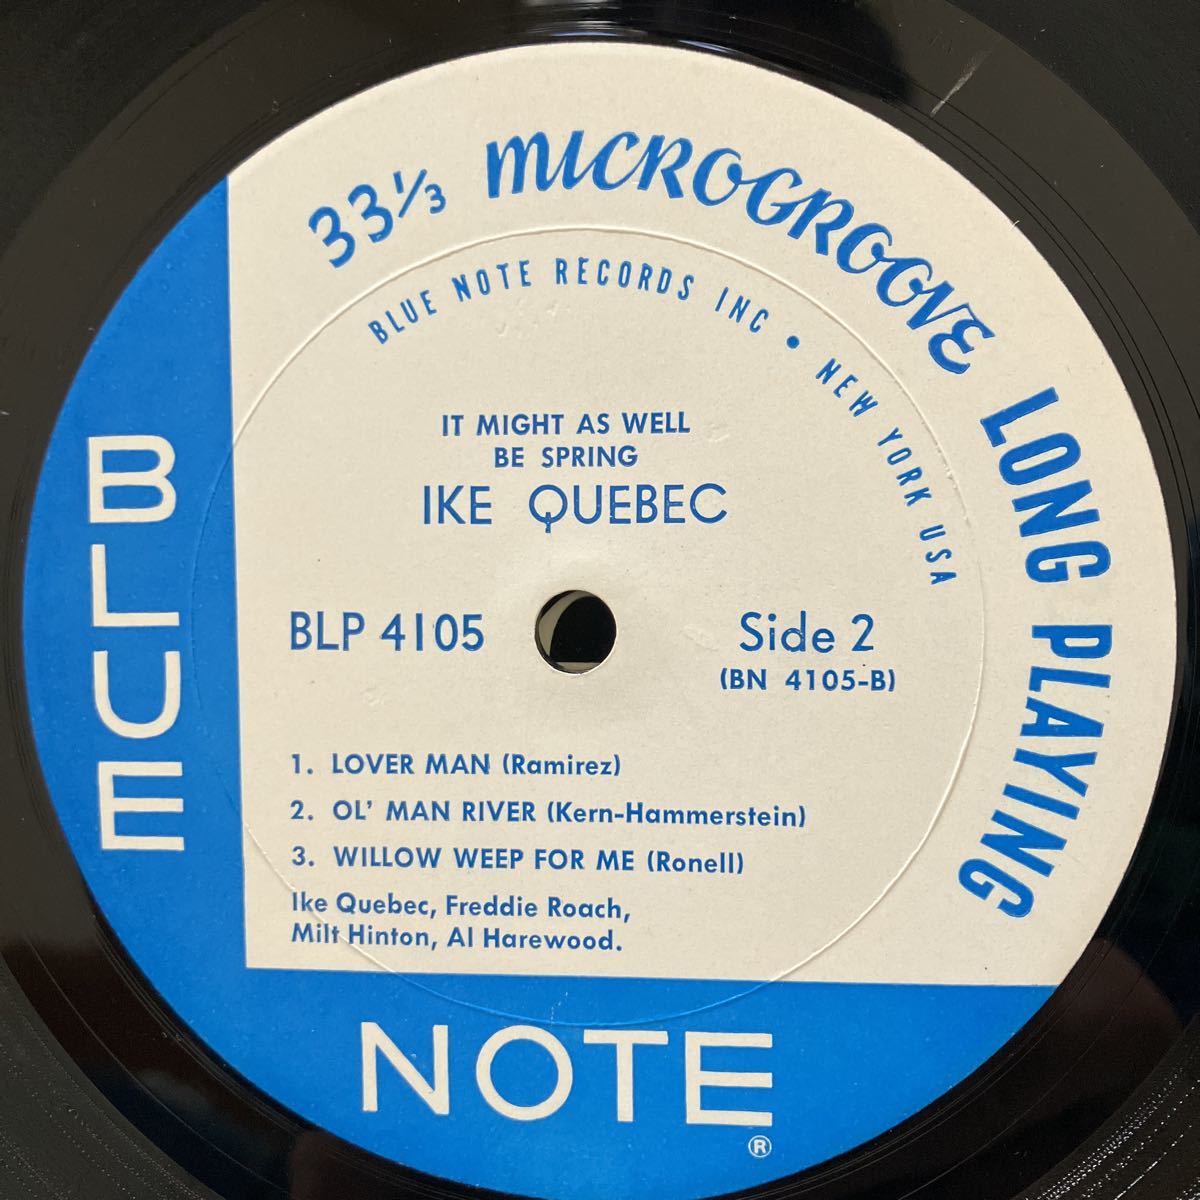 33⅓ MICROGROOVE LONG PLAYING
BLUE NOTE RECORDS INC • NEW YORK USA
IT MIGHT AS WELL
BE SPRING
IKE QUEBEC
BLP 4105
Side 2
(BN 4105-B)
1. LOVER MAN (Ramirez)
2. OL' MAN RIVER (Kern-Hammerstein)
3. WILLOW WEEP FOR ME (Ronell)
Ike Quebec, Freddie Roach,
Milt Hinton, Al Harewood.
BLUE
NOTE
®